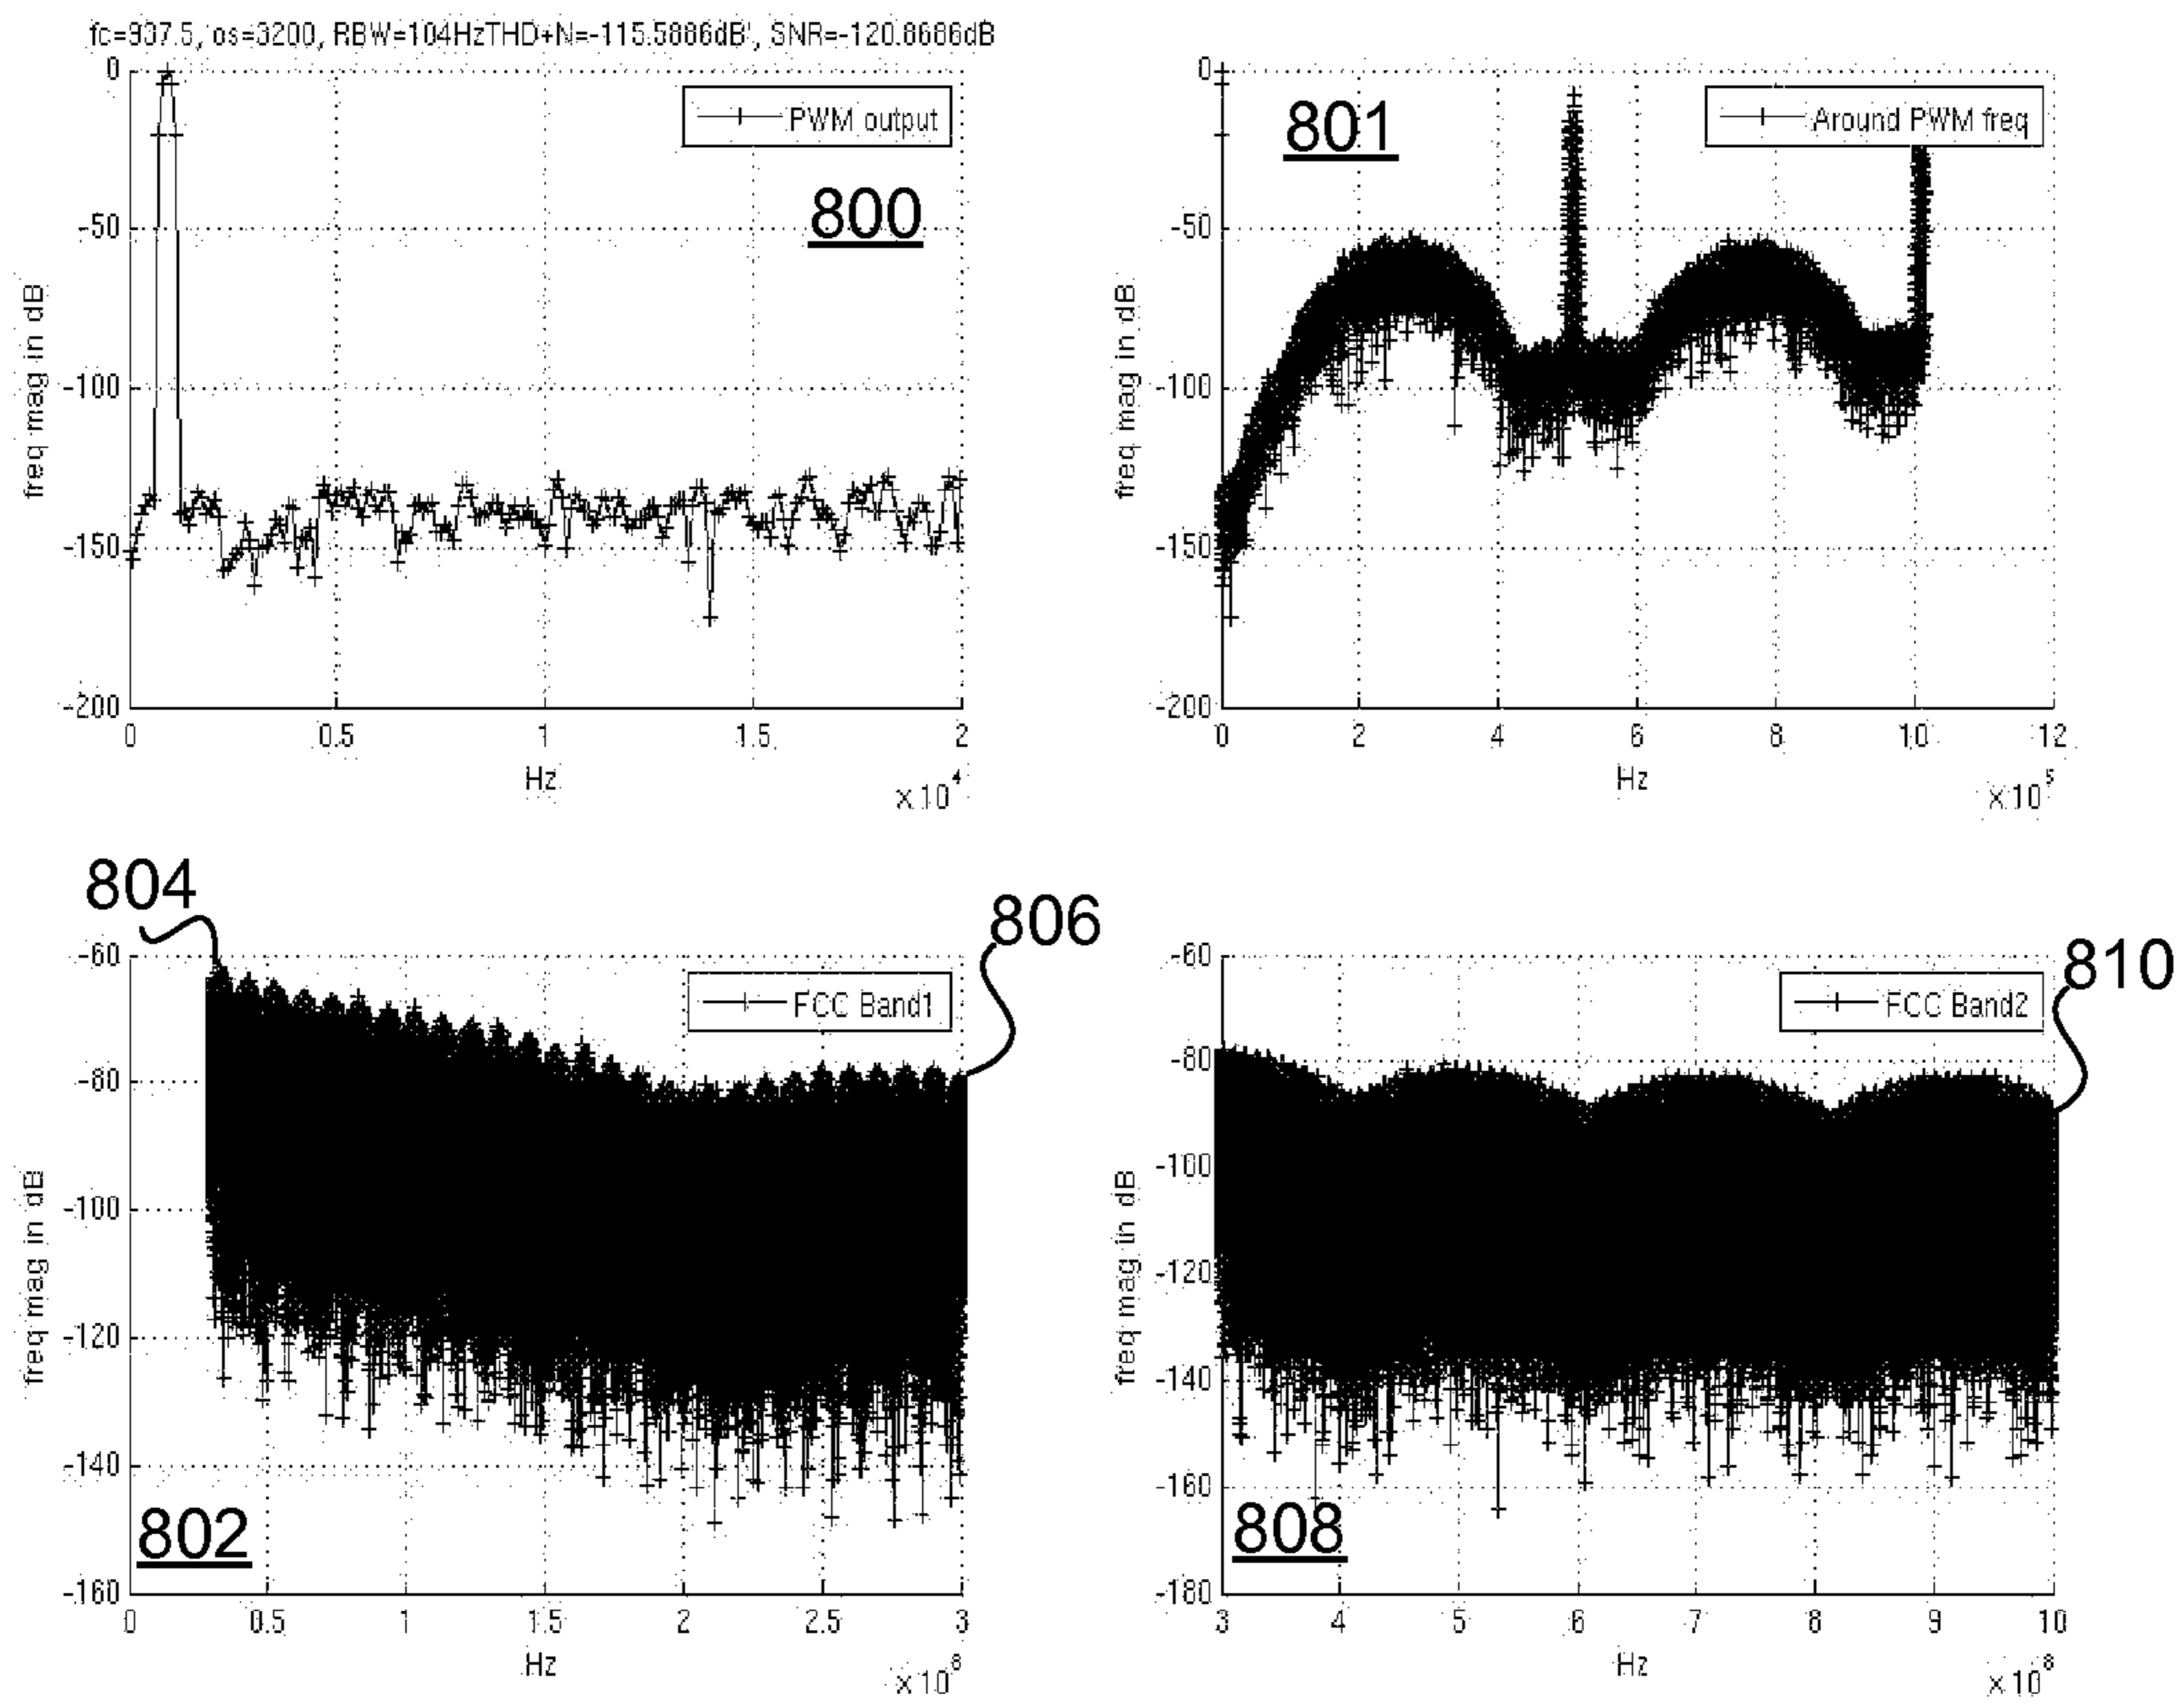 fc=937.5, os=3200, RBW=104HzTHD+N=-115.5886dB', SNR=-120.8686dB
0
-50
-100
-150
-200
freq mag in dB
0 0.5 1 1.5 2
Hz
x10^4
PWM output
800
0
-50
-100
-150
-200
freq mag in dB
0 2 4 6 8 10 12
Hz
x10^5
Around PWM freq
801
804
806
-60
-80
-100
-120
-140
-160
freq mag in dB
0 0.5 1 1.5 2 2.5 3
Hz
x10^8
FCC Band1
802
810
-60
-80
-100
-120
-140
-160
-180
freq mag in dB
3 4 5 6 7 8 9 10
Hz
x10^8
FCC Band2
808